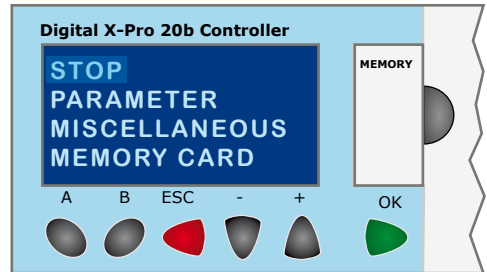 Digital X-Pro 20b Controller
STOP
PARAMETER
MISCELLANEOUS
MEMORY CARD
MEMORY
A B ESC - + OK